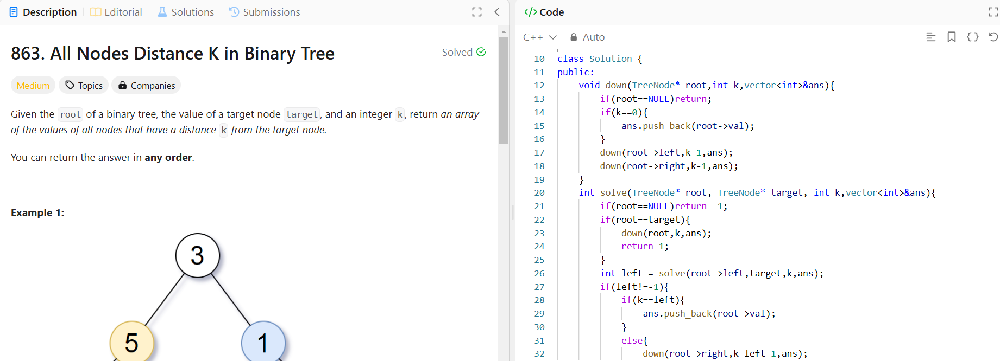 Description
Editorial
Solutions
Submissions
</> Code
C++
Auto
863. All Nodes Distance K in Binary Tree
Solved
Medium
Topics
Companies
Given the root of a binary tree, the value of a target node target, and an integer k, return an array
of the values of all nodes that have a distance k from the target node.
You can return the answer in any order.
Example 1:
3
5
1
10 class Solution {
11 public:
12     void down(TreeNode* root,int k,vector<int>&ans){
13         if(root==NULL)return;
14         if(k==0){
15             ans.push_back(root->val);
16         }
17         down(root->left,k-1,ans);
18         down(root->right,k-1,ans);
19     }
20     int solve(TreeNode* root, TreeNode* target, int k,vector<int>&ans){
21         if(root==NULL)return -1;
22         if(root==target){
23             down(root,k,ans);
24             return 1;
25         }
26         int left = solve(root->left,target,k,ans);
27         if(left!=-1){
28             if(k==left){
29                 ans.push_back(root->val);
30             }
31             else{
32                 down(root->right,k-left-1,ans);